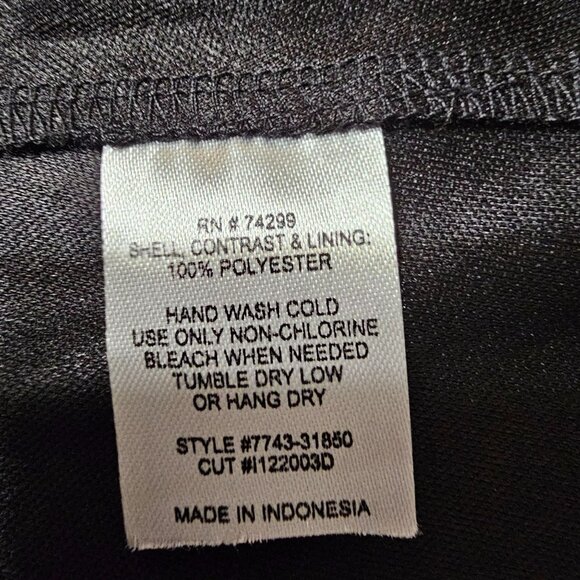 RN # 74299
SHELL, CONTRAST & LINING:
100% POLYESTER
HAND WASH COLD
USE ONLY NON-CHLORINE
BLEACH WHEN NEEDED
TUMBLE DRY LOW
OR HANG DRY
STYLE #7743-31850
CUT #I122003D
MADE IN INDONESIA